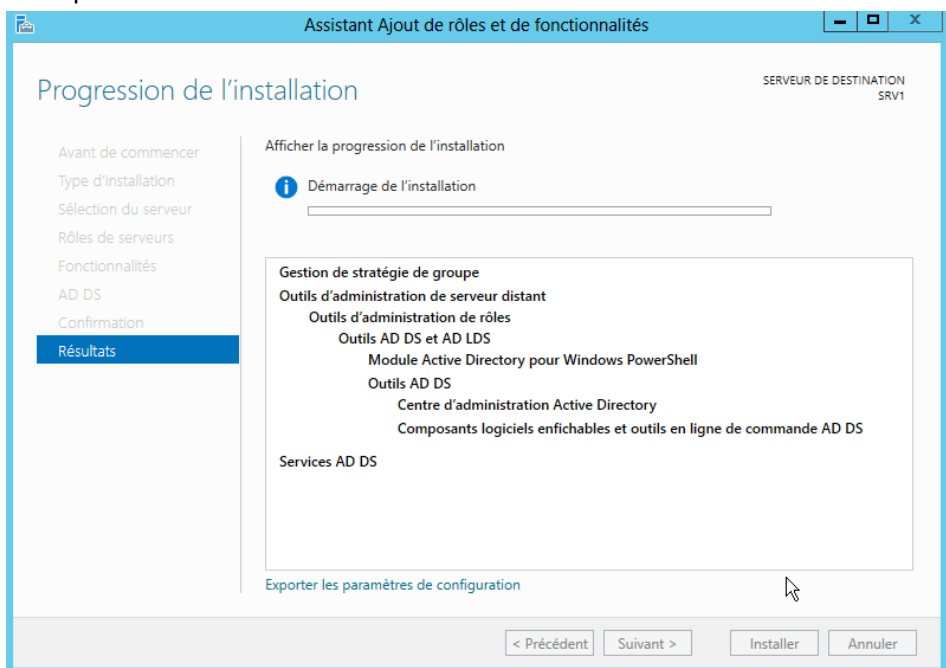 Assistant Ajout de rôles et de fonctionnalités
Progression de l'installation
SERVEUR DE DESTINATION
SRV1
Avant de commencer
Type d'installation
Sélection du serveur
Rôles de serveurs
Fonctionnalités
AD DS
Confirmation
Résultats
Afficher la progression de l'installation
Démarrage de l'installation
Gestion de stratégie de groupe
Outils d'administration de serveur distant
Outils d'administration de rôles
Outils AD DS et AD LDS
Module Active Directory pour Windows PowerShell
Outils AD DS
Centre d'administration Active Directory
Composants logiciels enfichables et outils en ligne de commande AD DS
Services AD DS
Exporter les paramètres de configuration
< Précédent Suivant > Installer Annuler